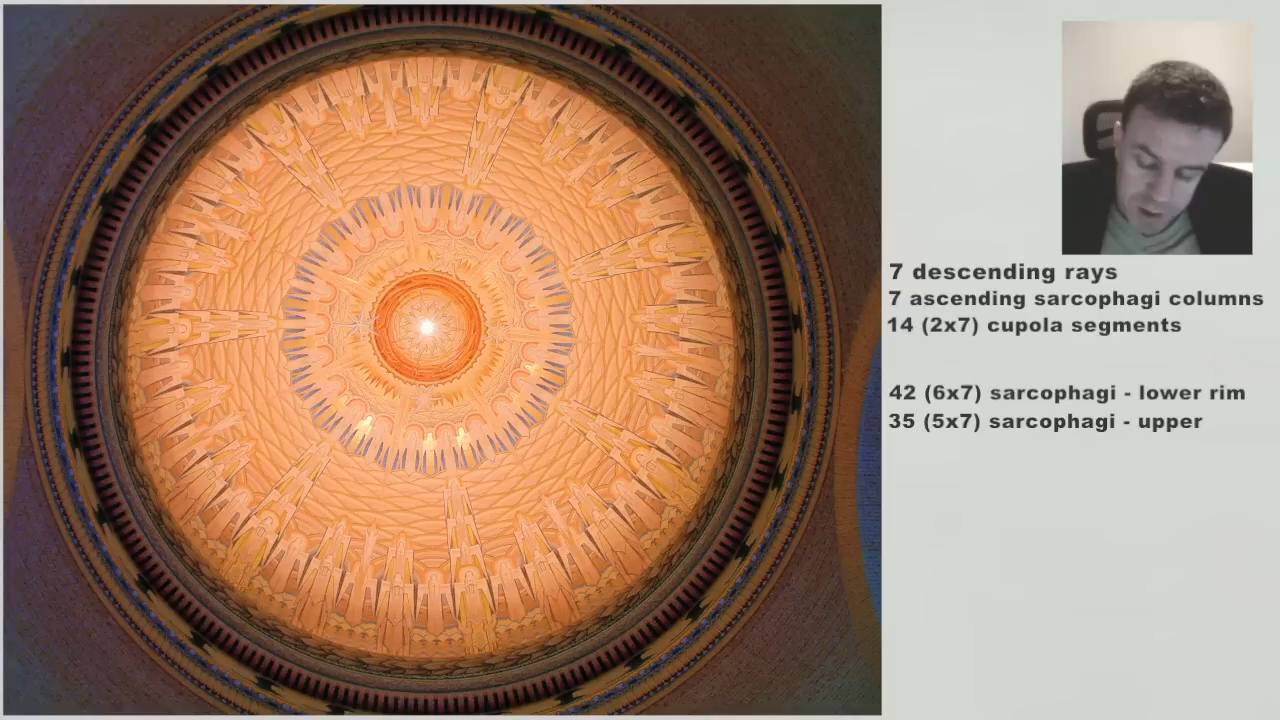 7 descending rays
7 ascending sarcophagi columns
14 (2x7) cupola segments
42 (6x7) sarcophagi - lower rim
35 (5x7) sarcophagi - upper